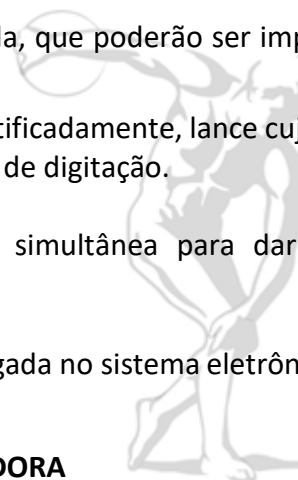 da, que poderão ser imp
tificadamente, lance cuj
de digitação.
simultânea para dar
gada no sistema eletrôn
DORA